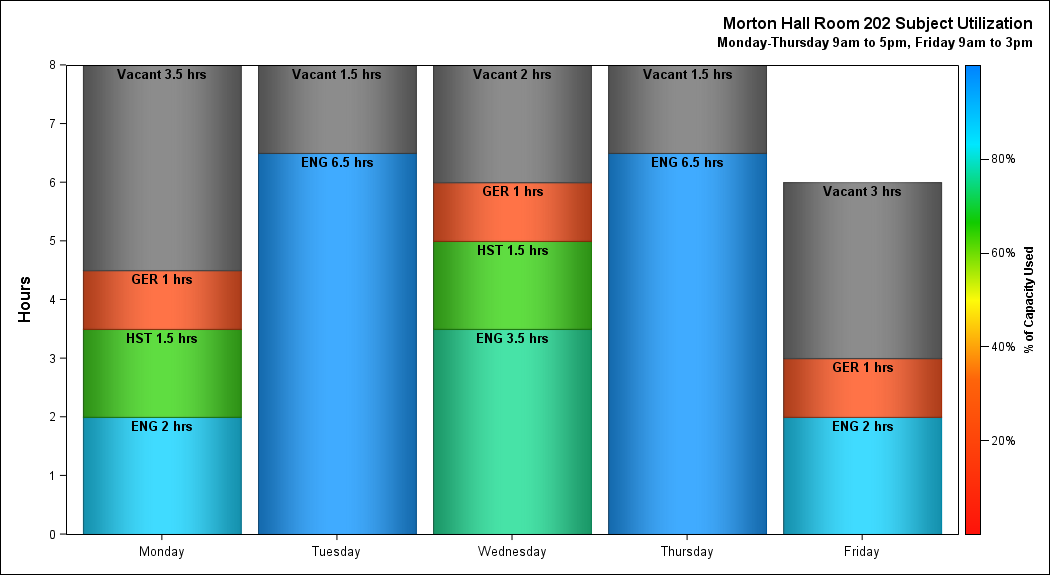 Morton Hall Room 202 Subject Utilization
Monday-Thursday 9am to 5pm, Friday 9am to 3pm
Hours
8
7
6
5
4
3
2
1
0
Vacant 3.5 hrs
GER 1 hrs
HST 1.5 hrs
ENG 2 hrs
Vacant 1.5 hrs
ENG 6.5 hrs
Vacant 2 hrs
GER 1 hrs
HST 1.5 hrs
ENG 3.5 hrs
Vacant 1.5 hrs
ENG 6.5 hrs
Vacant 3 hrs
GER 1 hrs
ENG 2 hrs
Monday
Tuesday
Wednesday
Thursday
Friday
80%
60%
40%
20%
% of Capacity Used